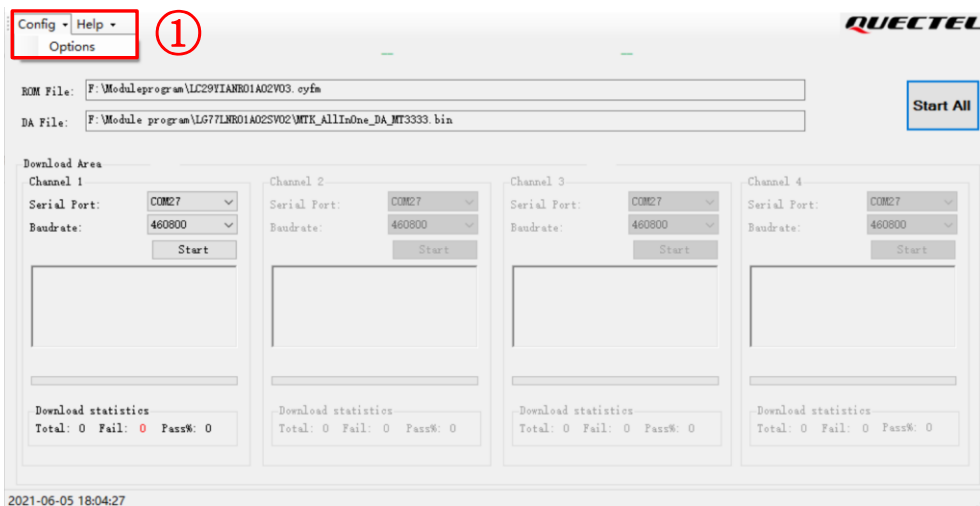 Config Help
①
QUECTEL
Options
ROM File: F:\Moduleprogram\LC29YIANR01A02V03.cyfm
Start All
DA File: F:\Module program\LG77LNR01A02SV02\MTK_AllInOne_DA_MT3333.bin
Download Area
Channel 1 Channel 2 Channel 3 Channel 4
Serial Port: COM27 Serial Port: COM27 Serial Port: COM27 Serial Port: COM27
Baudrate: 460800 Baudrate: 460800 Baudrate: 460800 Baudrate: 460800
Start Start Start Start
Download statistics Download statistics Download statistics Download statistics
Total: 0 Fail: 0 Pass%: 0 Total: 0 Fail: 0 Pass%: 0 Total: 0 Fail: 0 Pass%: 0 Total: 0 Fail: 0 Pass%: 0
2021-06-05 18:04:27